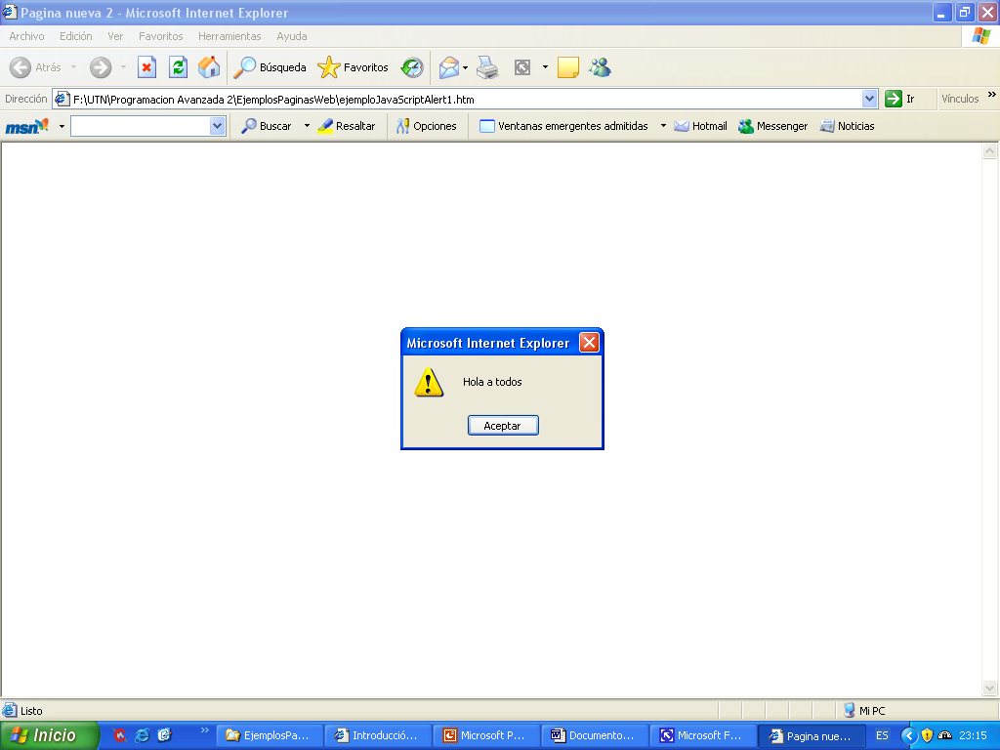 Pagina nueva 2 - Microsoft Internet Explorer
Archivo Edición Ver Favoritos Herramientas Ayuda
Atrás Búsqueda Favoritos
Dirección F:\UTN\Programacion Avanzada 2\EjemplosPaginasWeb\ejemploJavaScriptAlert1.htm Ir Vínculos »
msn Buscar Resaltar Opciones Ventanas emergentes admitidas Hotmail Messenger Noticias
Microsoft Internet Explorer
Hola a todos
Aceptar
Listo Mi PC
Inicio » EjemplosPa... Introducció... Microsoft P... Documento... Microsoft F... Pagina nue... ES 23:15